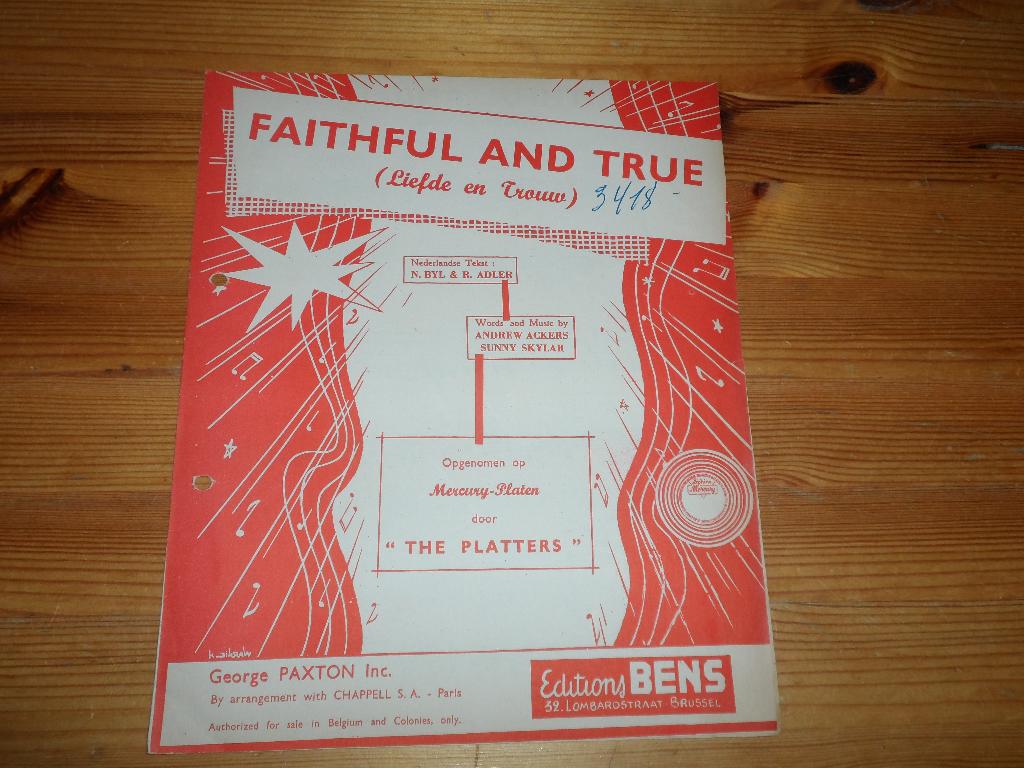 FAITHFUL AND TRUE
(Liefde en Trouw)
3418 -
Nederlandse Tekst :
N. BYL & R. ADLER
Words and Music by
ANDREW ACKERS
SUNNY SKYLAR
Opgenomen op
Mercury-Platen
door
" THE PLATTERS "
Mercury
George PAXTON Inc.
By arrangement with CHAPPELL S. A. - Paris
Authorized for sale in Belgium and Colonies, only.
Editions BENS
32. LOMBARDSTRAAT BRUSSEL